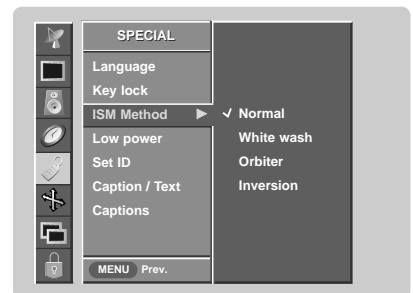 SPECIAL
Language
Key lock
ISM Method ▶ ✓ Normal
Low power White wash
Set ID Orbiter
Caption / Text Inversion
Captions
MENU Prev.